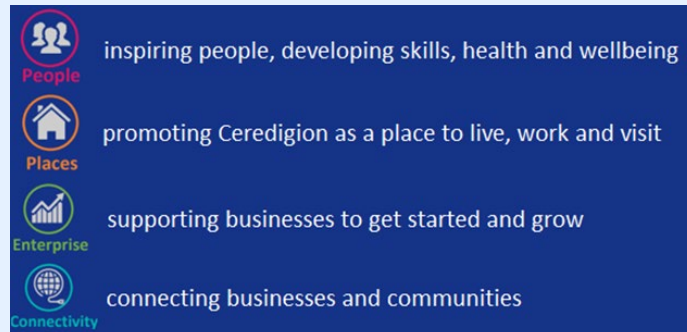 inspiring people, developing skills, health and wellbeing
People
promoting Ceredigion as a place to live, work and visit
Places
supporting businesses to get started and grow
Enterprise
connecting businesses and communities
Connectivity